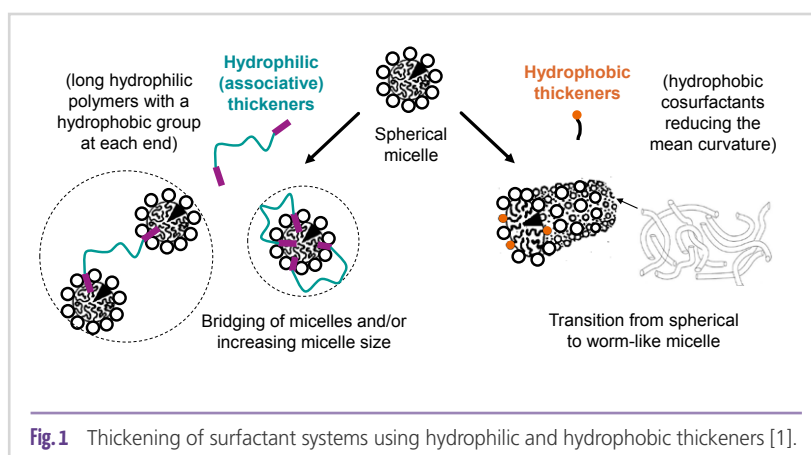 (long hydrophilic
polymers with a
hydrophobic group
at each end)
Hydrophilic
(associative)
thickeners
Spherical
micelle
Hydrophobic
thickeners
(hydrophobic
cosurfactants
reducing the
mean curvature)
Bridging of micelles and/or
increasing micelle size
Transition from spherical
to worm-like micelle
Fig. 1 Thickening of surfactant systems using hydrophilic and hydrophobic thickeners [1].